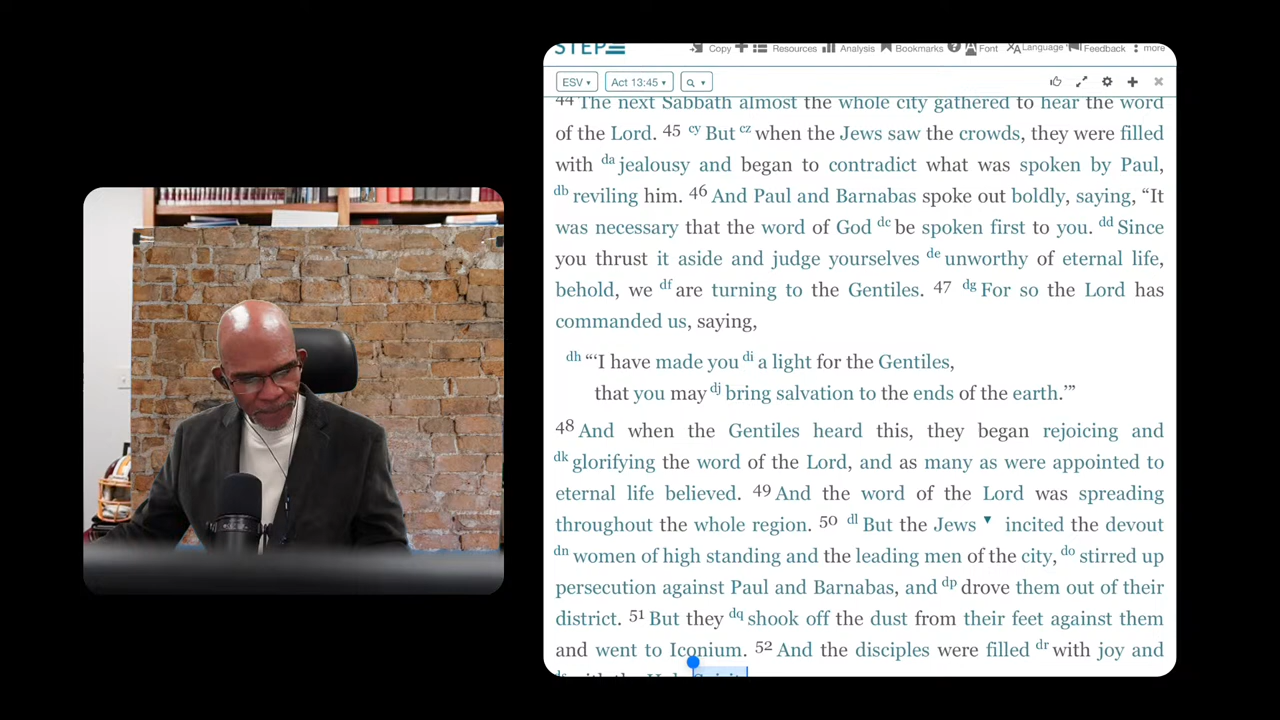 STEP
Copy Resources Analysis Bookmarks Font Language Feedback more
ESV Act 13:45
44 The next Sabbath almost the whole city gathered to hear the word
of the Lord. 45 cy But cz when the Jews saw the crowds, they were filled
with da jealousy and began to contradict what was spoken by Paul,
db reviling him. 46 And Paul and Barnabas spoke out boldly, saying, “It
was necessary that the word of God dc be spoken first to you. dd Since
you thrust it aside and judge yourselves de unworthy of eternal life,
behold, we df are turning to the Gentiles. 47 dg For so the Lord has
commanded us, saying,
dh “‘I have made you di a light for the Gentiles,
that you may dj bring salvation to the ends of the earth.’”
48 And when the Gentiles heard this, they began rejoicing and
dk glorifying the word of the Lord, and as many as were appointed to
eternal life believed. 49 And the word of the Lord was spreading
throughout the whole region. 50 dl But the Jews incited the devout
dn women of high standing and the leading men of the city, do stirred up
persecution against Paul and Barnabas, and dp drove them out of their
district. 51 But they dq shook off the dust from their feet against them
and went to Iconium. 52 And the disciples were filled dr with joy and
with the Holy Spirit.